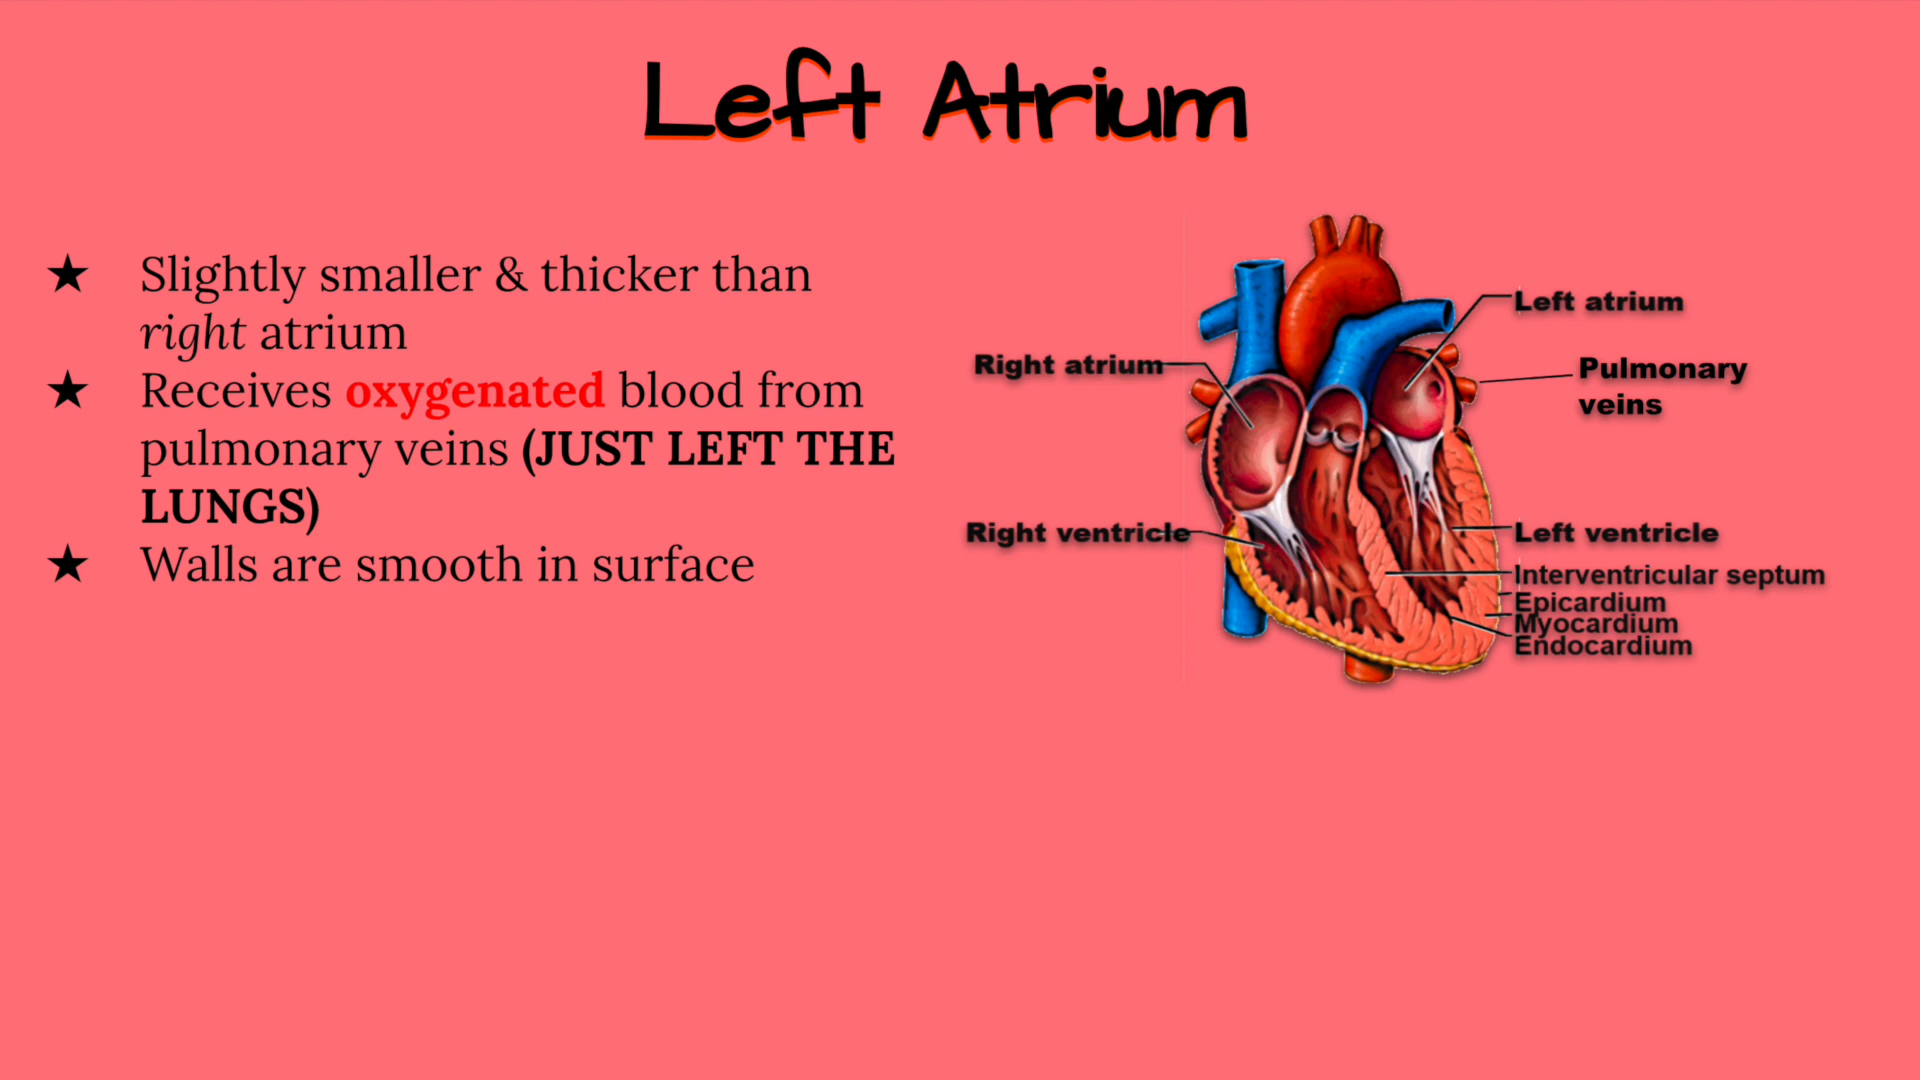 Left Atrium
★ Slightly smaller & thicker than
right atrium
★ Receives oxygenated blood from
pulmonary veins (JUST LEFT THE
LUNGS)
★ Walls are smooth in surface
Left atrium
Right atrium
Pulmonary
veins
Right ventricle
Left ventricle
Interventricular septum
Epicardium
Myocardium
Endocardium